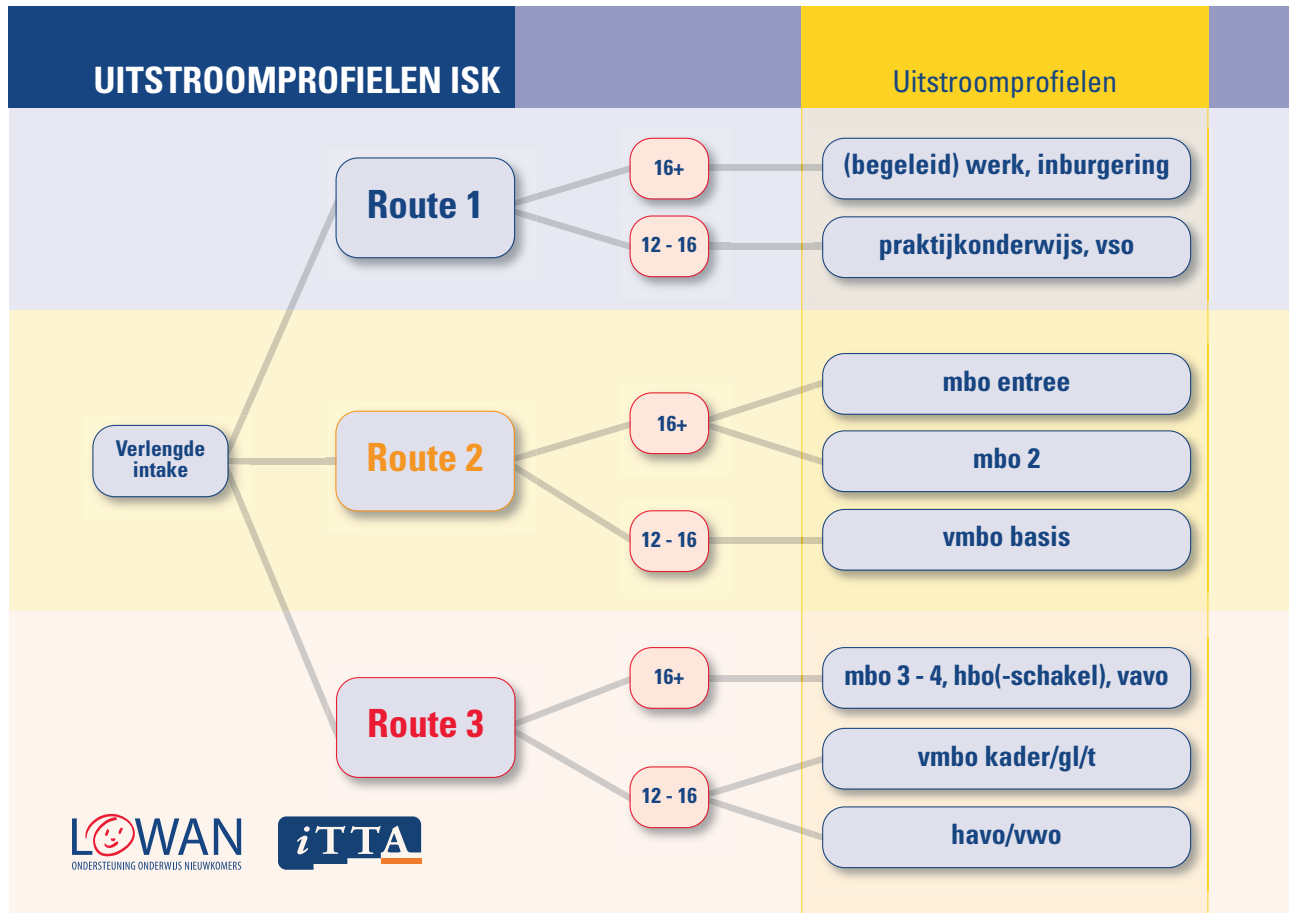 UITSTROOMPROFIELEN ISK
Uitstroomprofielen
Verlengde
intake
Route 1
16+
(begeleid) werk, inburgering
12 - 16
praktijkonderwijs, vso
Route 2
16+
mbo entree
mbo 2
12 - 16
vmbo basis
Route 3
16+
mbo 3 - 4, hbo(-schakel), vavo
12 - 16
vmbo kader/gl/t
havo/vwo
LOWAN
ONDERSTEUNING ONDERWIJS NIEUWKOMERS
iTTA